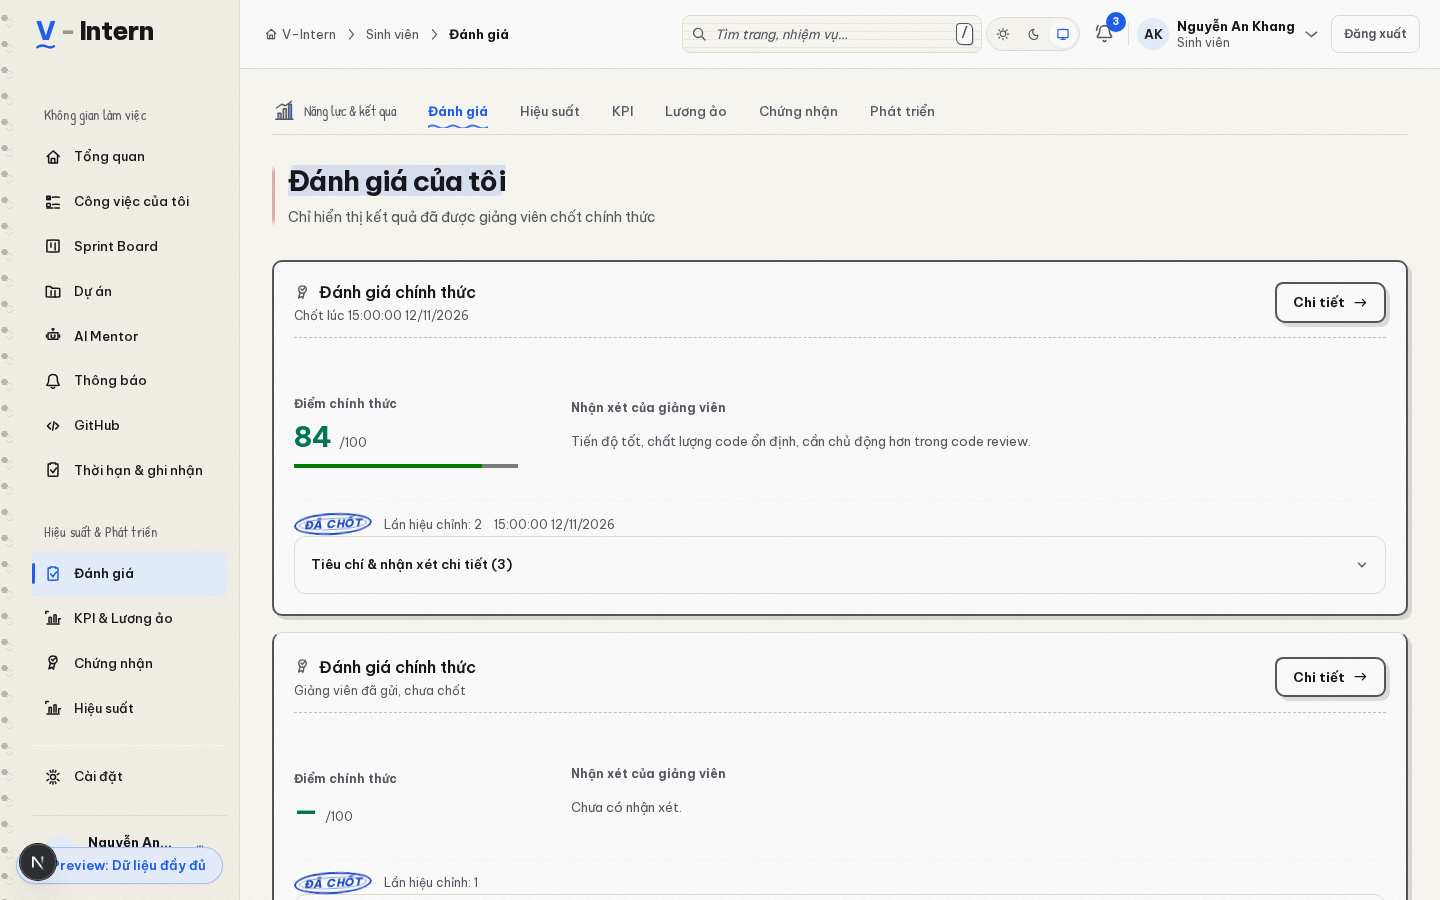 V - Intern
V-Intern
Sinh viên
Đánh giá
Tìm trang, nhiệm vụ...
/
3
AK
Nguyễn An Khang
Sinh viên
Đăng xuất
Không gian làm việc
Tổng quan
Công việc của tôi
Sprint Board
Dự án
AI Mentor
Thông báo
GitHub
Thời hạn & ghi nhận
Hiệu suất & Phát triển
Đánh giá
KPI & Lương ảo
Chứng nhận
Hiệu suất
Cài đặt
Nguyễn An...
N
Preview: Dữ liệu đầy đủ
Năng lực & kết quả
Đánh giá
Hiệu suất
KPI
Lương ảo
Chứng nhận
Phát triển
Đánh giá của tôi
Chỉ hiển thị kết quả đã được giảng viên chốt chính thức
Đánh giá chính thức
Chốt lúc 15:00:00 12/11/2026
Chi tiết
Điểm chính thức
84 /100
Nhận xét của giảng viên
Tiến độ tốt, chất lượng code ổn định, cần chủ động hơn trong code review.
ĐÃ CHỐT
Lần hiệu chỉnh: 2
15:00:00 12/11/2026
Tiêu chí & nhận xét chi tiết (3)
Đánh giá chính thức
Giảng viên đã gửi, chưa chốt
Chi tiết
Điểm chính thức
– /100
Nhận xét của giảng viên
Chưa có nhận xét.
ĐÃ CHỐT
Lần hiệu chỉnh: 1